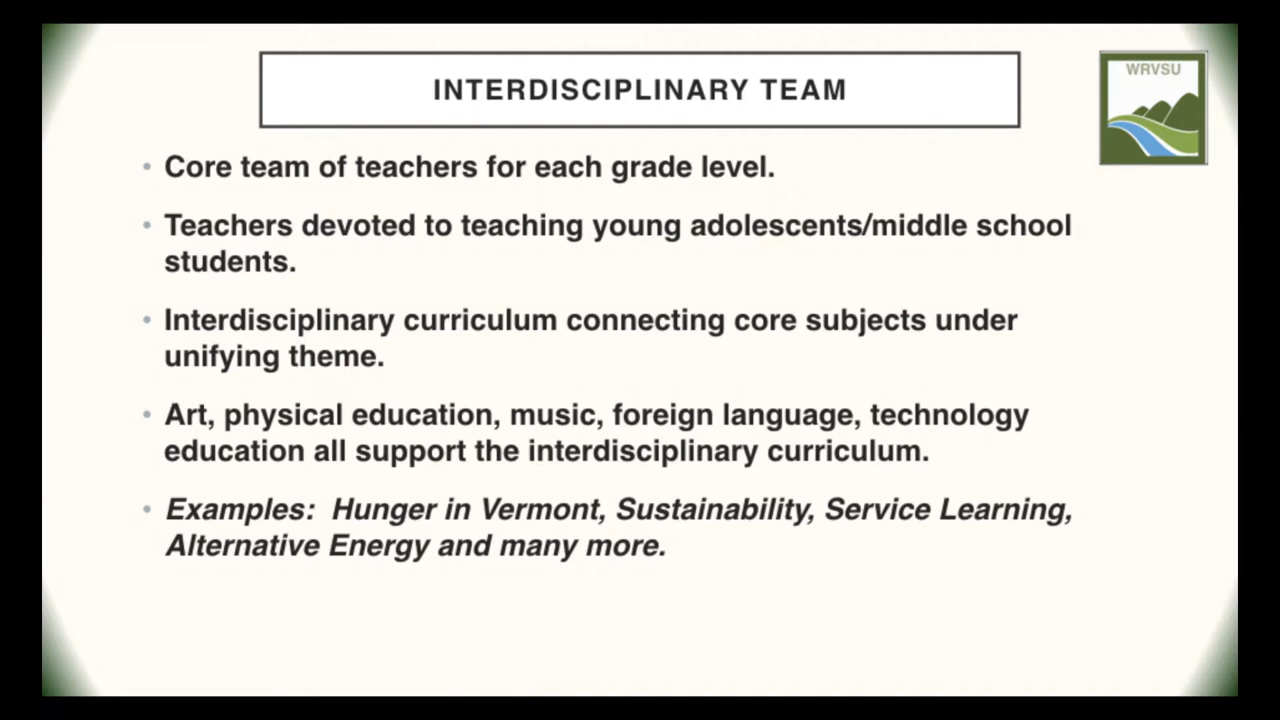 INTERDISCIPLINARY TEAM
WRVSU
• Core team of teachers for each grade level.
• Teachers devoted to teaching young adolescents/middle school
students.
• Interdisciplinary curriculum connecting core subjects under
unifying theme.
• Art, physical education, music, foreign language, technology
education all support the interdisciplinary curriculum.
• Examples:  Hunger in Vermont, Sustainability, Service Learning,
Alternative Energy and many more.